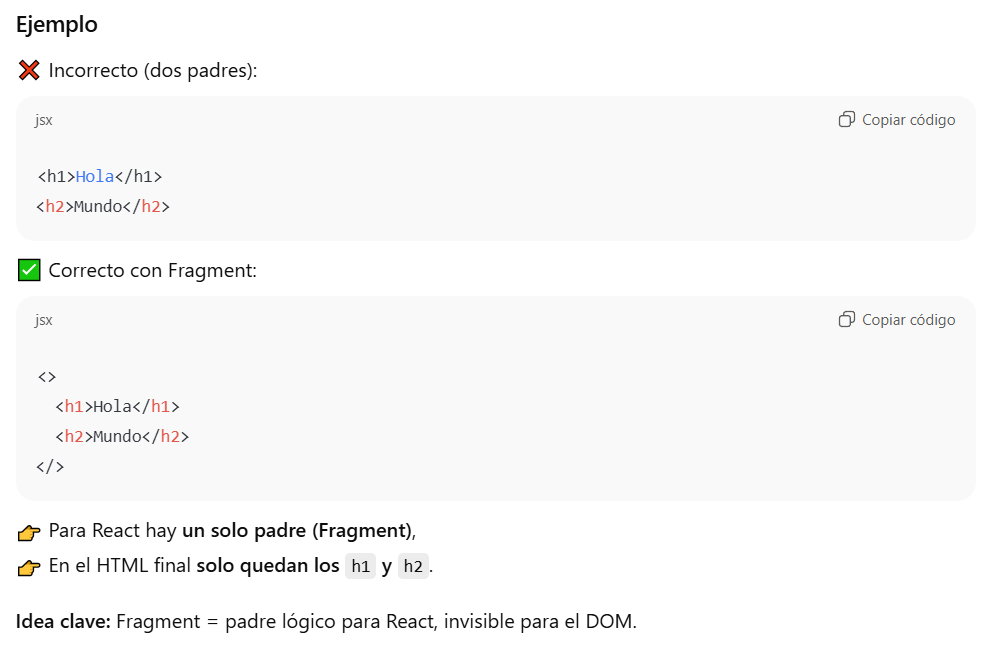 Ejemplo
❌ Incorrecto (dos padres):
jsx
Copiar código
<h1>Hola</h1>
<h2>Mundo</h2>
✅ Correcto con Fragment:
jsx
Copiar código
<>
  <h1>Hola</h1>
  <h2>Mundo</h2>
</>
👉 Para React hay un solo padre (Fragment),
👉 En el HTML final solo quedan los h1 y h2.
Idea clave: Fragment = padre lógico para React, invisible para el DOM.